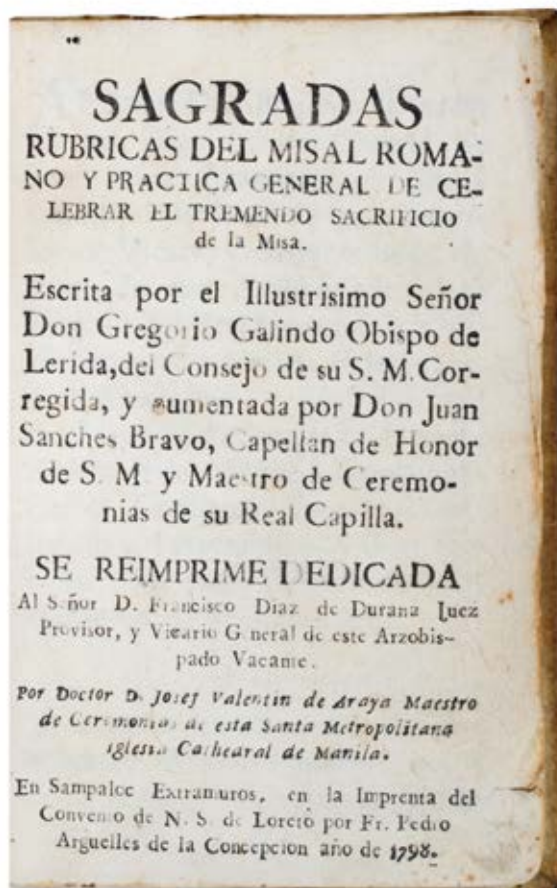 SAGRADAS
RUBRICAS DEL MISAL ROMA-
NO Y PRACTICA GENERAL DE CE-
LEBRAR EL TREMENDO SACRIFICIO
de la Misa.
Escrita por el Illustrisimo Señor
Don Gregorio Galindo Obispo de
Lerida, del Consejo de su S. M. Cor-
regida, y aumentada por Don Juan
Sanches Bravo, Capellan de Honor
de S. M y Maestro de Ceremo-
nias de su Real Capilla.
SE REIMPRIME DEDICADA
Al Señor D. Francisco Diaz de Durana Juez
Provisor, y Vicario General de este Arzobis-
pado Vacante.
Por Doctor D. Josef Valentin de Araya Maestro
de Ceremonias de esta Santa Metropolitana
Iglesia Cathearal de Manila.
En Sampaloc Extramuros, en la Imprenta del
Convento de N. S. de Loreto por Fr. Pedro
Arguelles de la Concepcion año de 1798.